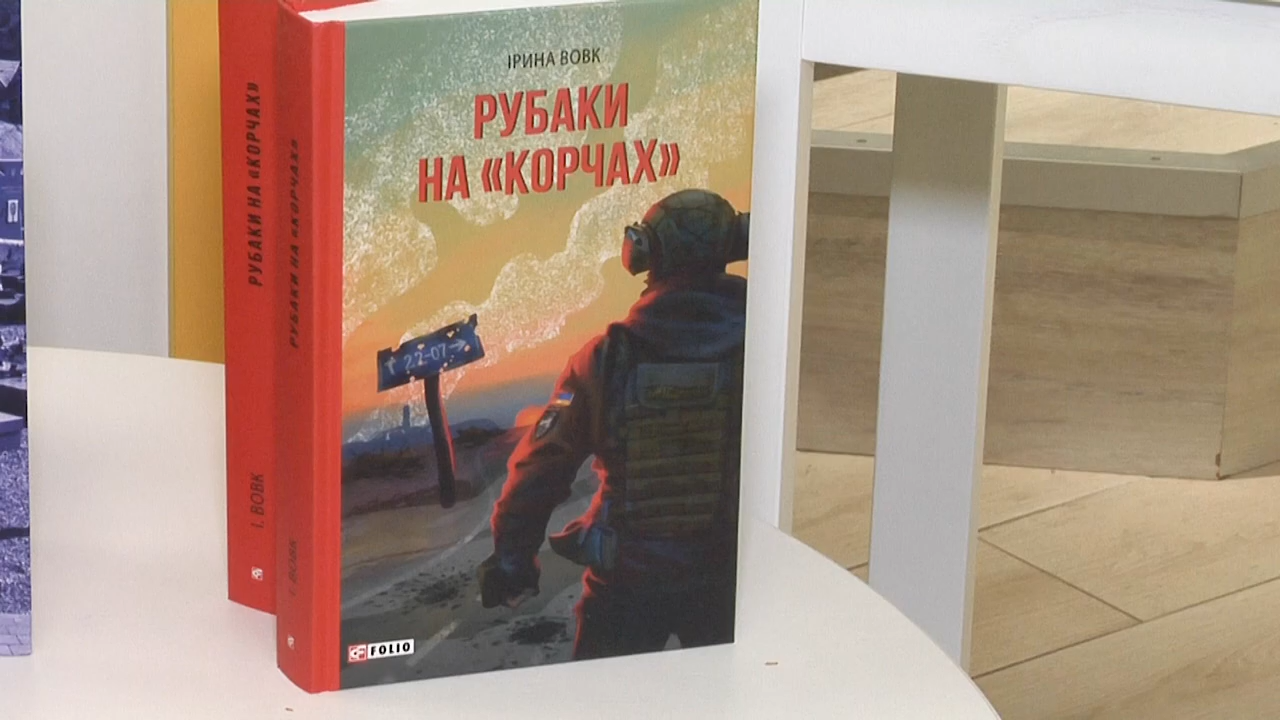 ІРИНА ВОВК
РУБАКИ
НА «КОРЧАХ»
22-07
FOLIO
РУБАКИ НА «КОРЧАХ»
І. ВОВК
РУБАКИ НА «КОРЧАХ»
І. ВОВК